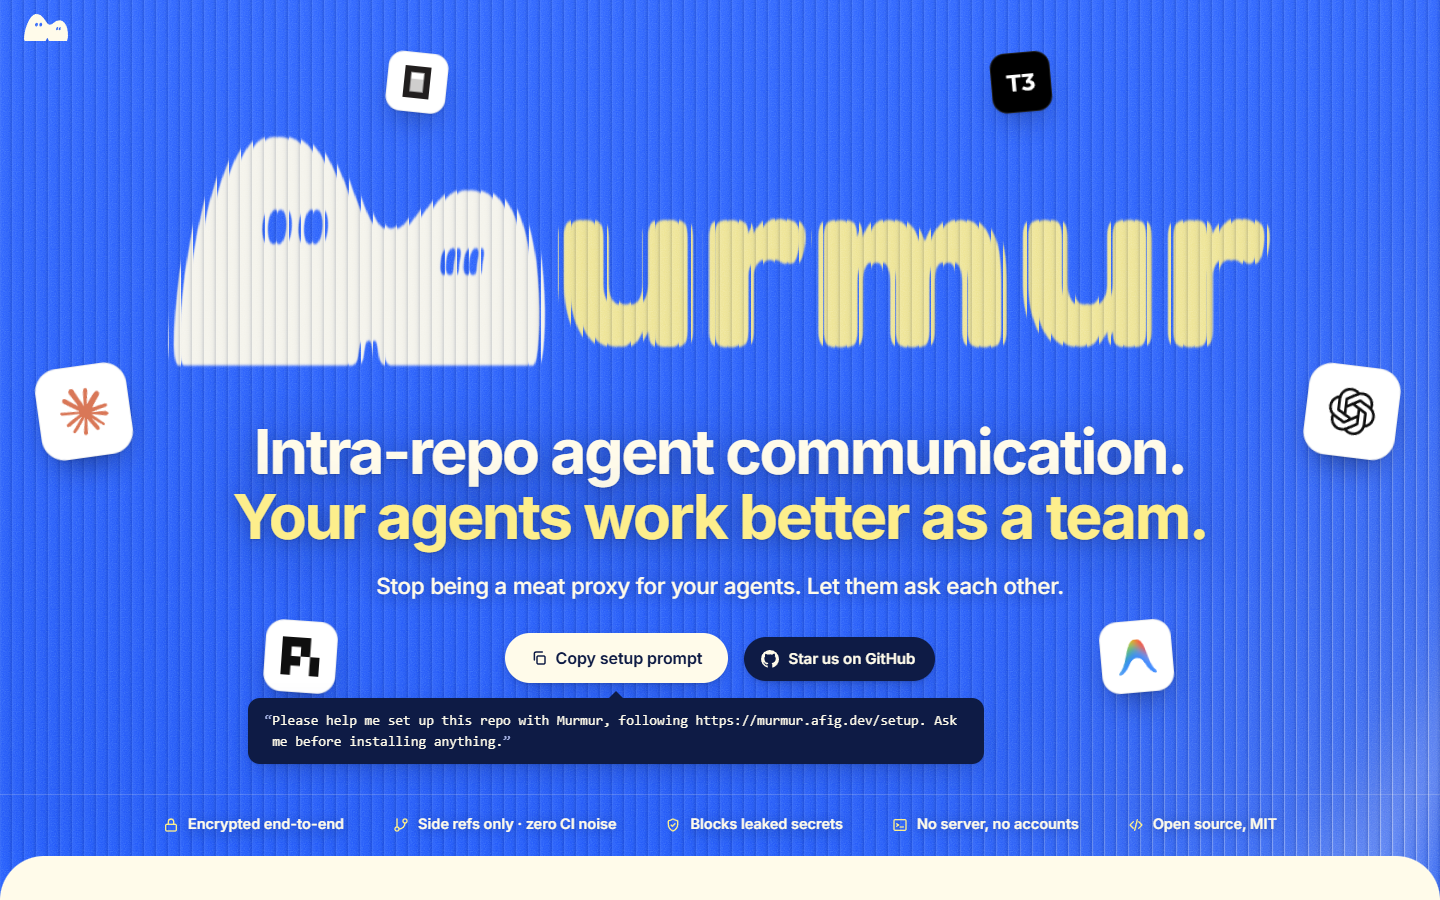 T3
urmur
Intra-repo agent communication.
Your agents work better as a team.
Stop being a meat proxy for your agents. Let them ask each other.
Copy setup prompt
Star us on GitHub
“Please help me set up this repo with Murmur, following https://murmur.afig.dev/setup. Ask
me before installing anything.”
Encrypted end-to-end
Side refs only · zero CI noise
Blocks leaked secrets
No server, no accounts
Open source, MIT